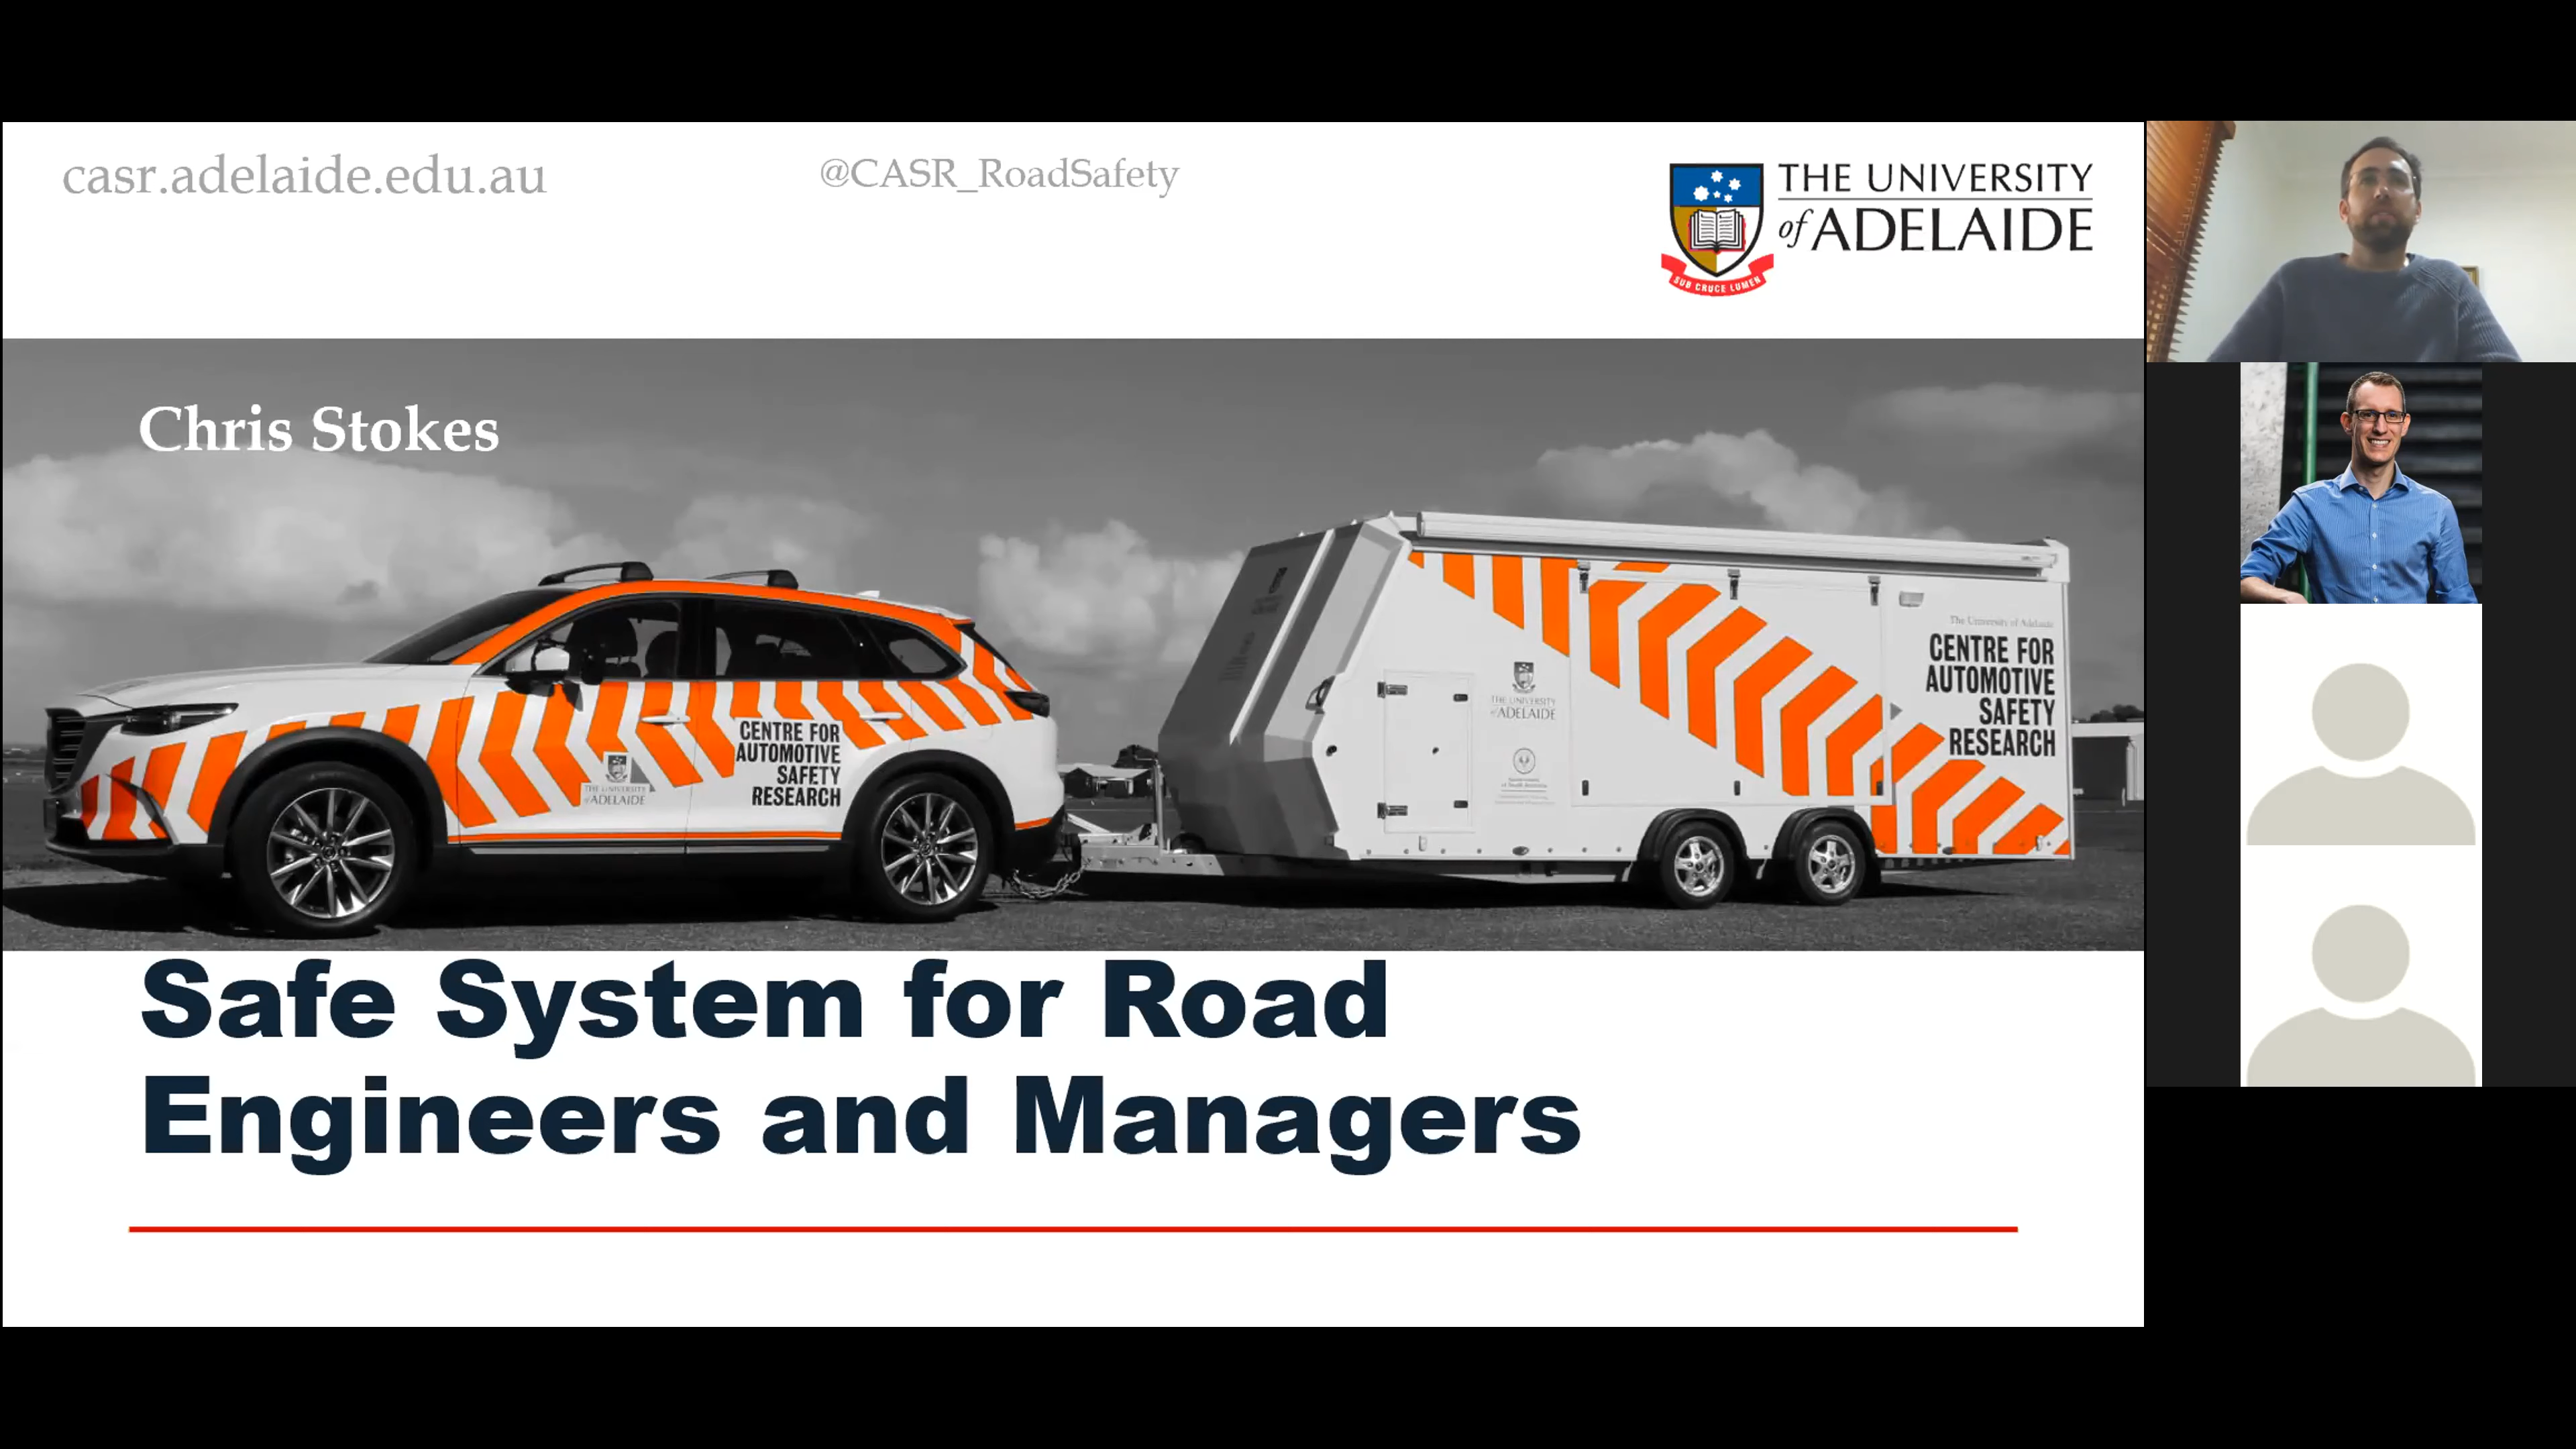 casr.adelaide.edu.au
@CASR_RoadSafety
THE UNIVERSITY
of ADELAIDE
SUB CRUCE LUMEN
Chris Stokes
CENTRE FOR
AUTOMOTIVE
SAFETY
RESEARCH
THE UNIVERSITY
of ADELAIDE
THE UNIVERSITY
of ADELAIDE
The University of Adelaide
CENTRE FOR
AUTOMOTIVE
SAFETY
RESEARCH
Safe System for Road
Engineers and Managers